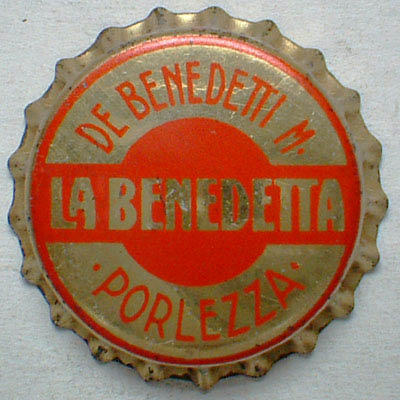 DE BENEDETTI M.
LA BENEDETTA
· PORLEZZA ·